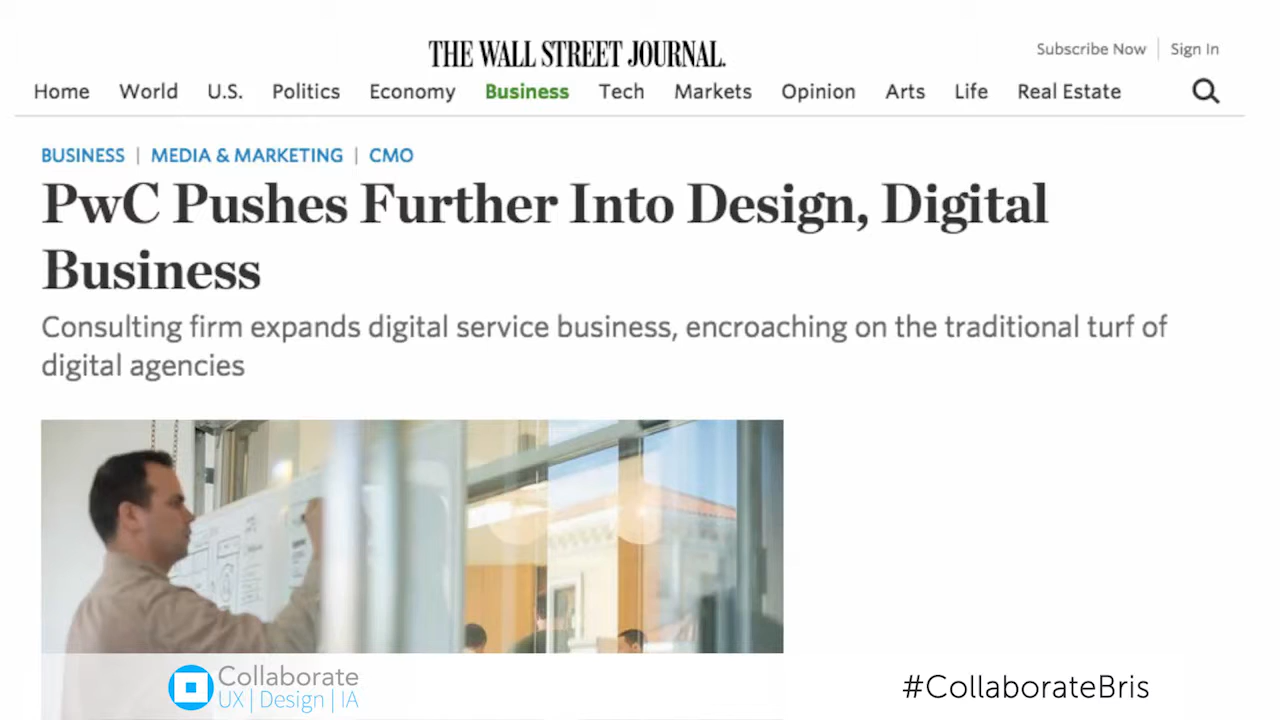 THE WALL STREET JOURNAL.
Subscribe Now | Sign In
Home World U.S. Politics Economy Business Tech Markets Opinion Arts Life Real Estate
BUSINESS | MEDIA & MARKETING | CMO
PwC Pushes Further Into Design, Digital
Business
Consulting firm expands digital service business, encroaching on the traditional turf of
digital agencies
Collaborate
UX | Design | IA
#CollaborateBris